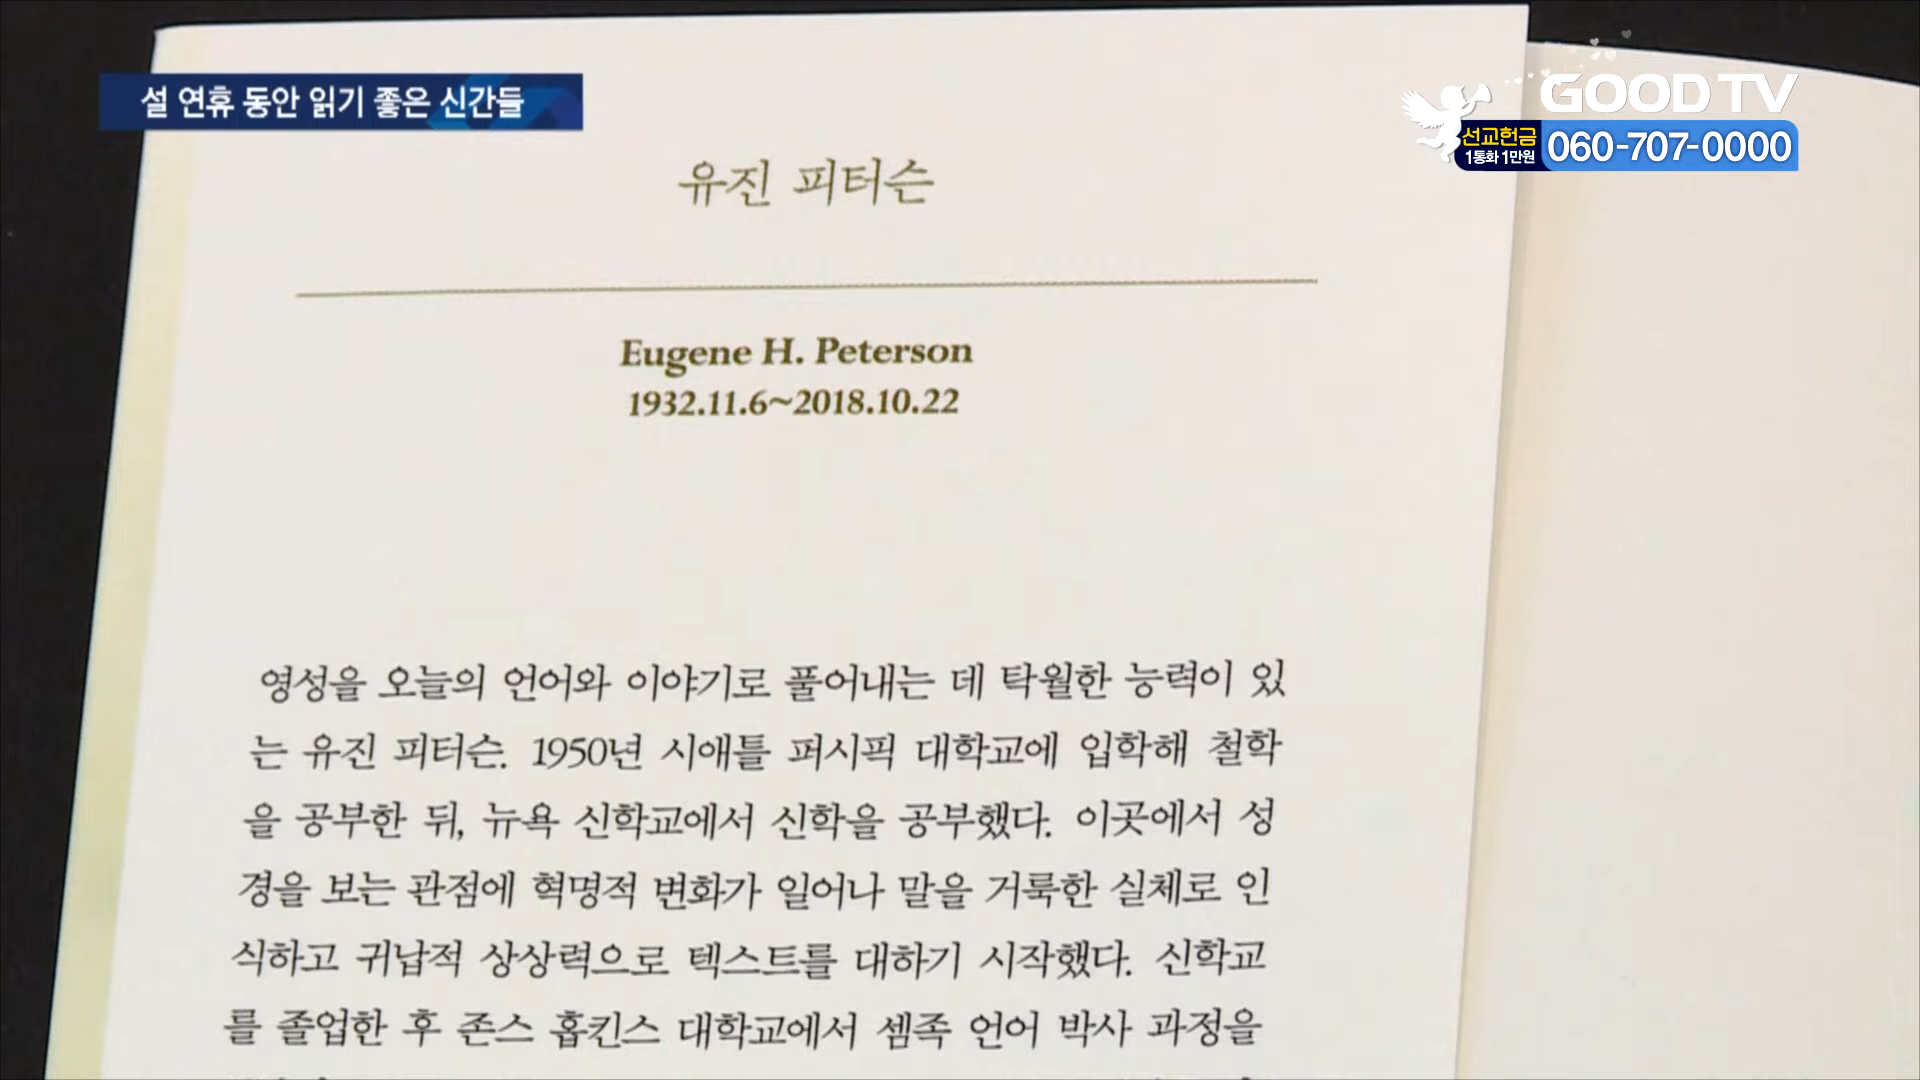 설 연휴 동안 읽기 좋은 신간들
GOOD TV
선교헌금
1통화 1만원
060-707-0000
유진 피터슨
Eugene H. Peterson
1932.11.6~2018.10.22
영성을 오늘의 언어와 이야기로 풀어내는 데 탁월한 능력이 있
는 유진 피터슨. 1950년 시애틀 퍼시픽 대학교에 입학해 철학
을 공부한 뒤, 뉴욕 신학교에서 신학을 공부했다. 이곳에서 성
경을 보는 관점에 혁명적 변화가 일어나 말을 거룩한 실체로 인
식하고 귀납적 상상력으로 텍스트를 대하기 시작했다. 신학교
를 졸업한 후 존스 홉킨스 대학교에서 셈족 언어 박사 과정을